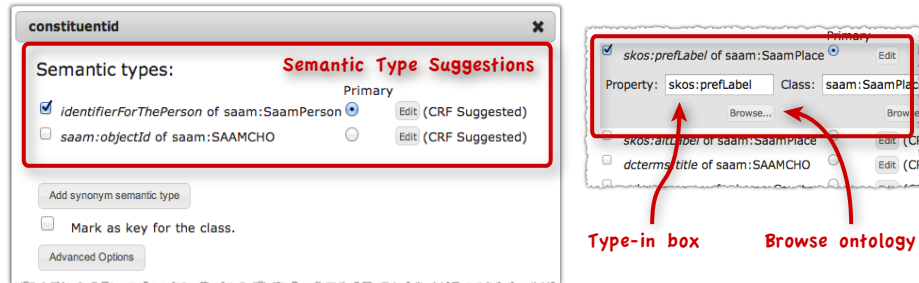 constituentid
Semantic types:
Semantic Type Suggestions
Primary
identifierForThePerson of saam:SaamPerson
Edit (CRF Suggested)
saam:objectId of saam:SAAMCHO
Edit (CRF Suggested)
Add synonym semantic type
Mark as key for the class.
Advanced Options
Primary
skos:prefLabel of saam:SaamPlace
Edit
Property: skos:prefLabel Class: saam:SaamPlac
Browse... Brow
skos:altLabel of saam:SaamPlace
Edit (CR
dcterms:title of saam:SAAMCHO
Edit (CR
Type-in box
Browse ontology